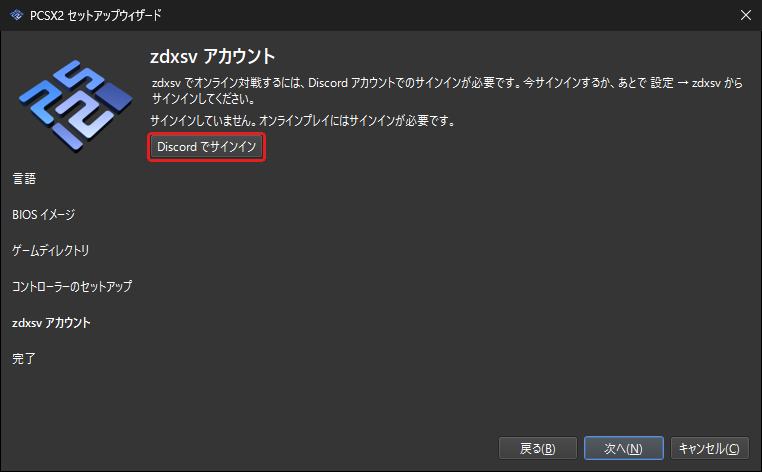 PCSX2 セットアップウィザード
zdxsv アカウント
zdxsv でオンライン対戦するには、Discord アカウントでのサインインが必要です。今サインインするか、あとで 設定 → zdxsv から
サインインしてください。
サインインしていません。オンラインプレイにはサインインが必要です。
Discord でサインイン
言語
BIOS イメージ
ゲームディレクトリ
コントローラーのセットアップ
zdxsv アカウント
完了
戻る(B)
次へ(N)
キャンセル(C)